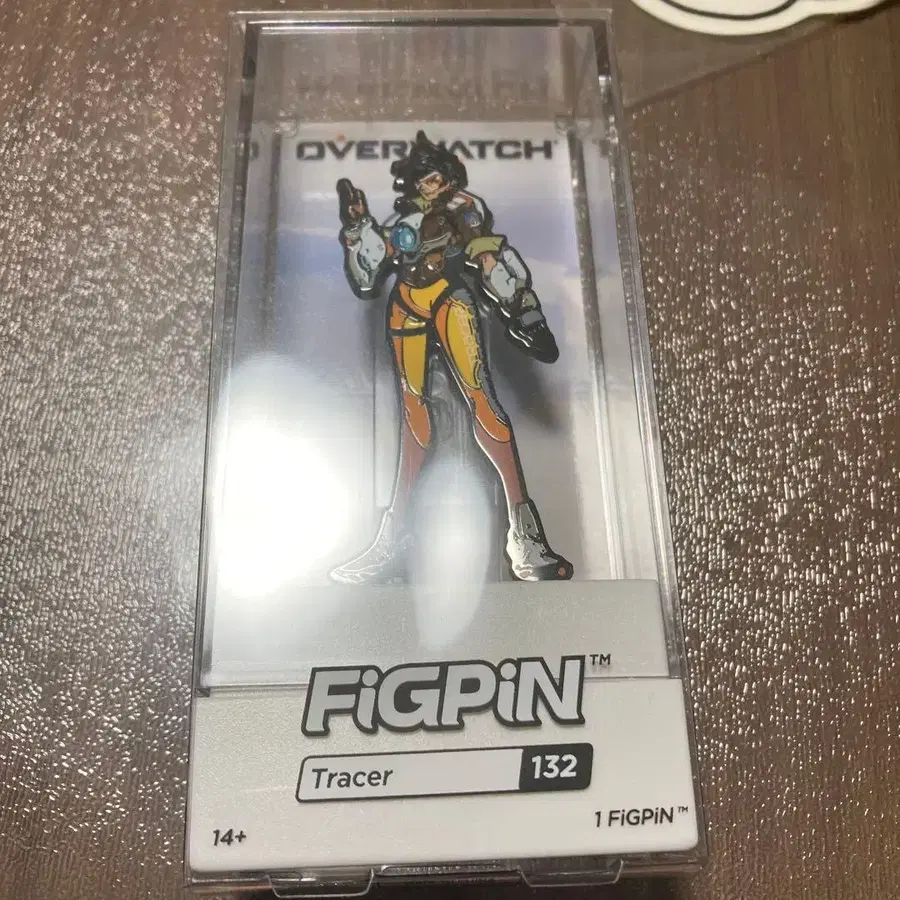 OVERWATCH
FiGPiN™
Tracer 132
14+
1 FiGPiN™